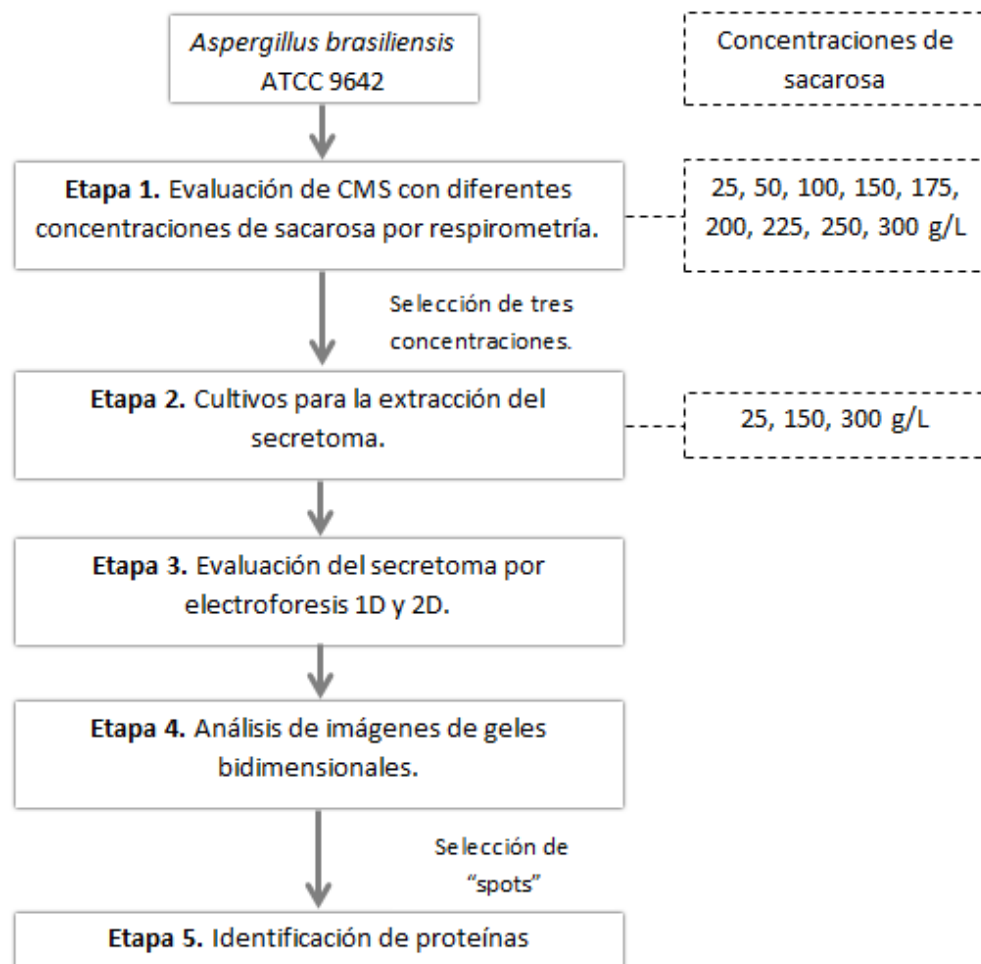 Aspergillus brasiliensis
ATCC 9642
Concentraciones de
sacarosa
Etapa 1. Evaluación de CMS con diferentes
concentraciones de sacarosa por respirometría.
25, 50, 100, 150, 175,
200, 225, 250, 300 g/L
Selección de tres
concentraciones.
Etapa 2. Cultivos para la extracción del
secretoma.
25, 150, 300 g/L
Etapa 3. Evaluación del secretoma por
electroforesis 1D y 2D.
Etapa 4. Análisis de imágenes de geles
bidimensionales.
Selección de
“spots”
Etapa 5. Identificación de proteínas